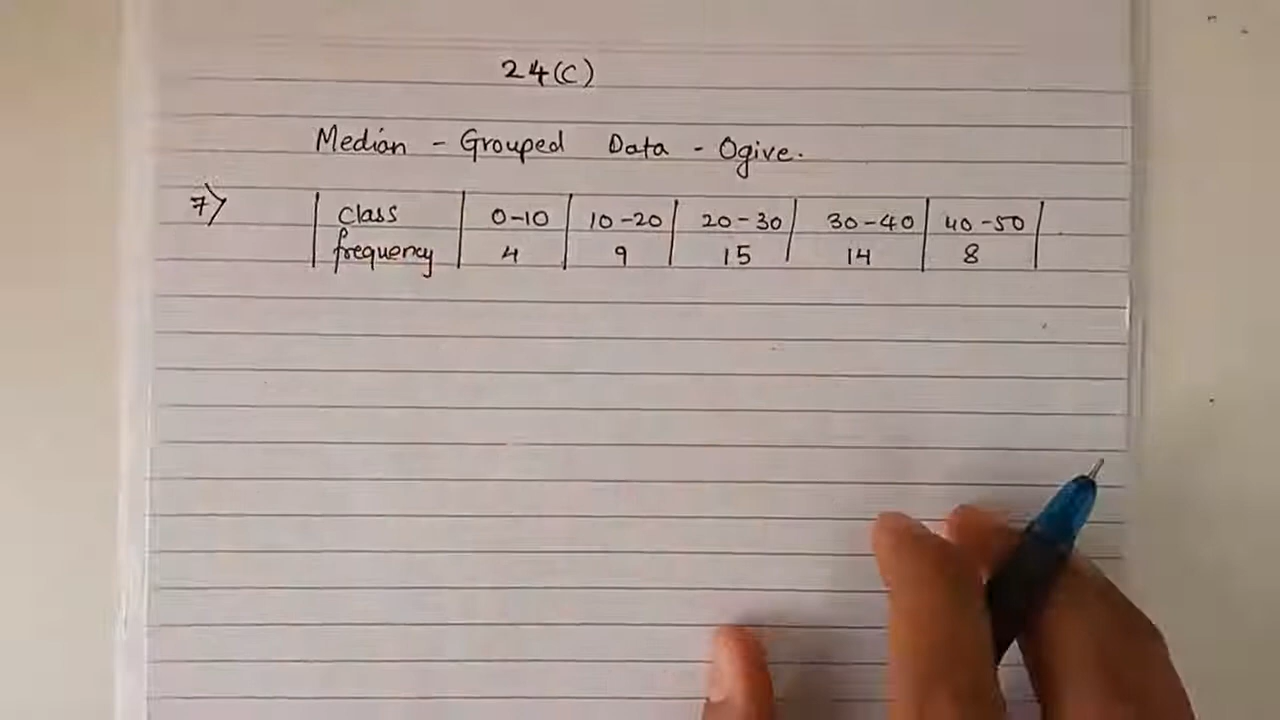 24(C)
Median - Grouped Data - Ogive.
7) class 0-10 10-20 20-30 30-40 40-50
frequency 4 9 15 14 8